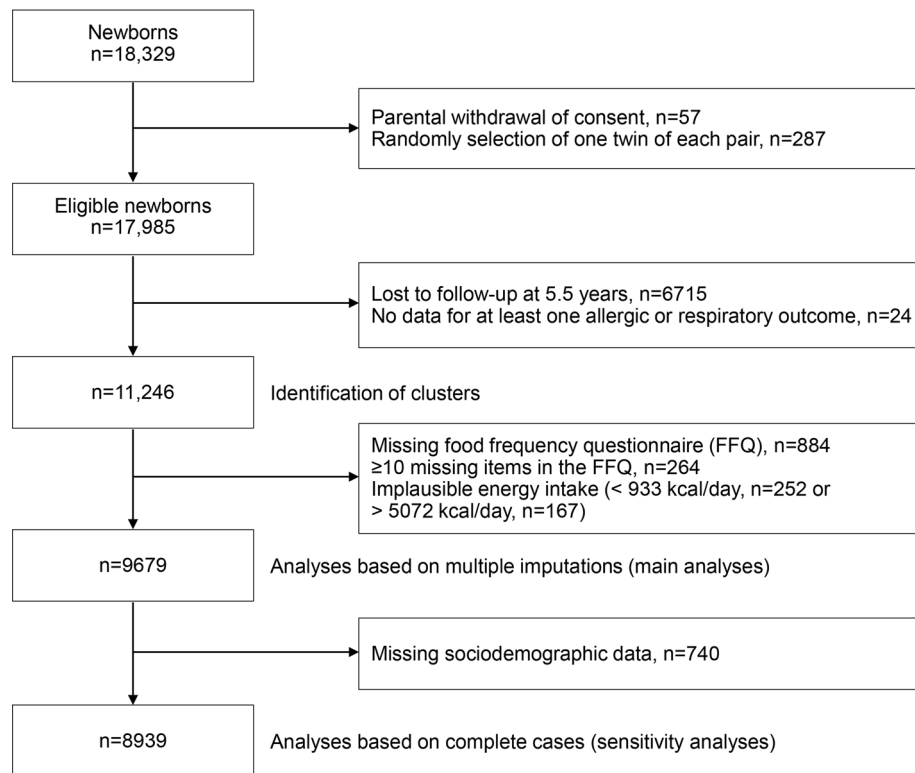 Newborns
n=18,329
Parental withdrawal of consent, n=57
Randomly selection of one twin of each pair, n=287
Eligible newborns
n=17,985
Lost to follow-up at 5.5 years, n=6715
No data for at least one allergic or respiratory outcome, n=24
n=11,246
Identification of clusters
Missing food frequency questionnaire (FFQ), n=884
≥10 missing items in the FFQ, n=264
Implausible energy intake (< 933 kcal/day, n=252 or
> 5072 kcal/day, n=167)
n=9679
Analyses based on multiple imputations (main analyses)
Missing sociodemographic data, n=740
n=8939
Analyses based on complete cases (sensitivity analyses)